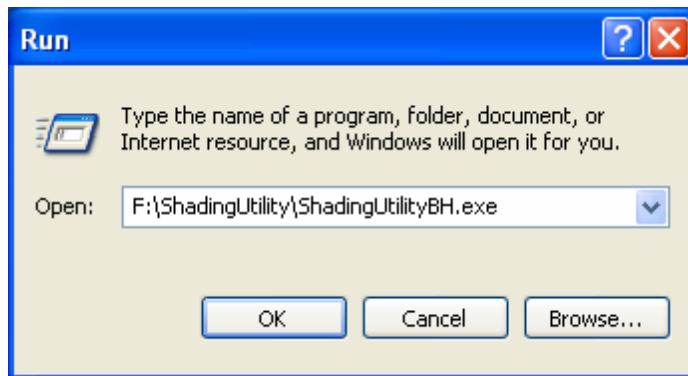 Run
Type the name of a program, folder, document, or
Internet resource, and Windows will open it for you.
Open: F:\ShadingUtility\ShadingUtilityBH.exe
OK Cancel Browse...